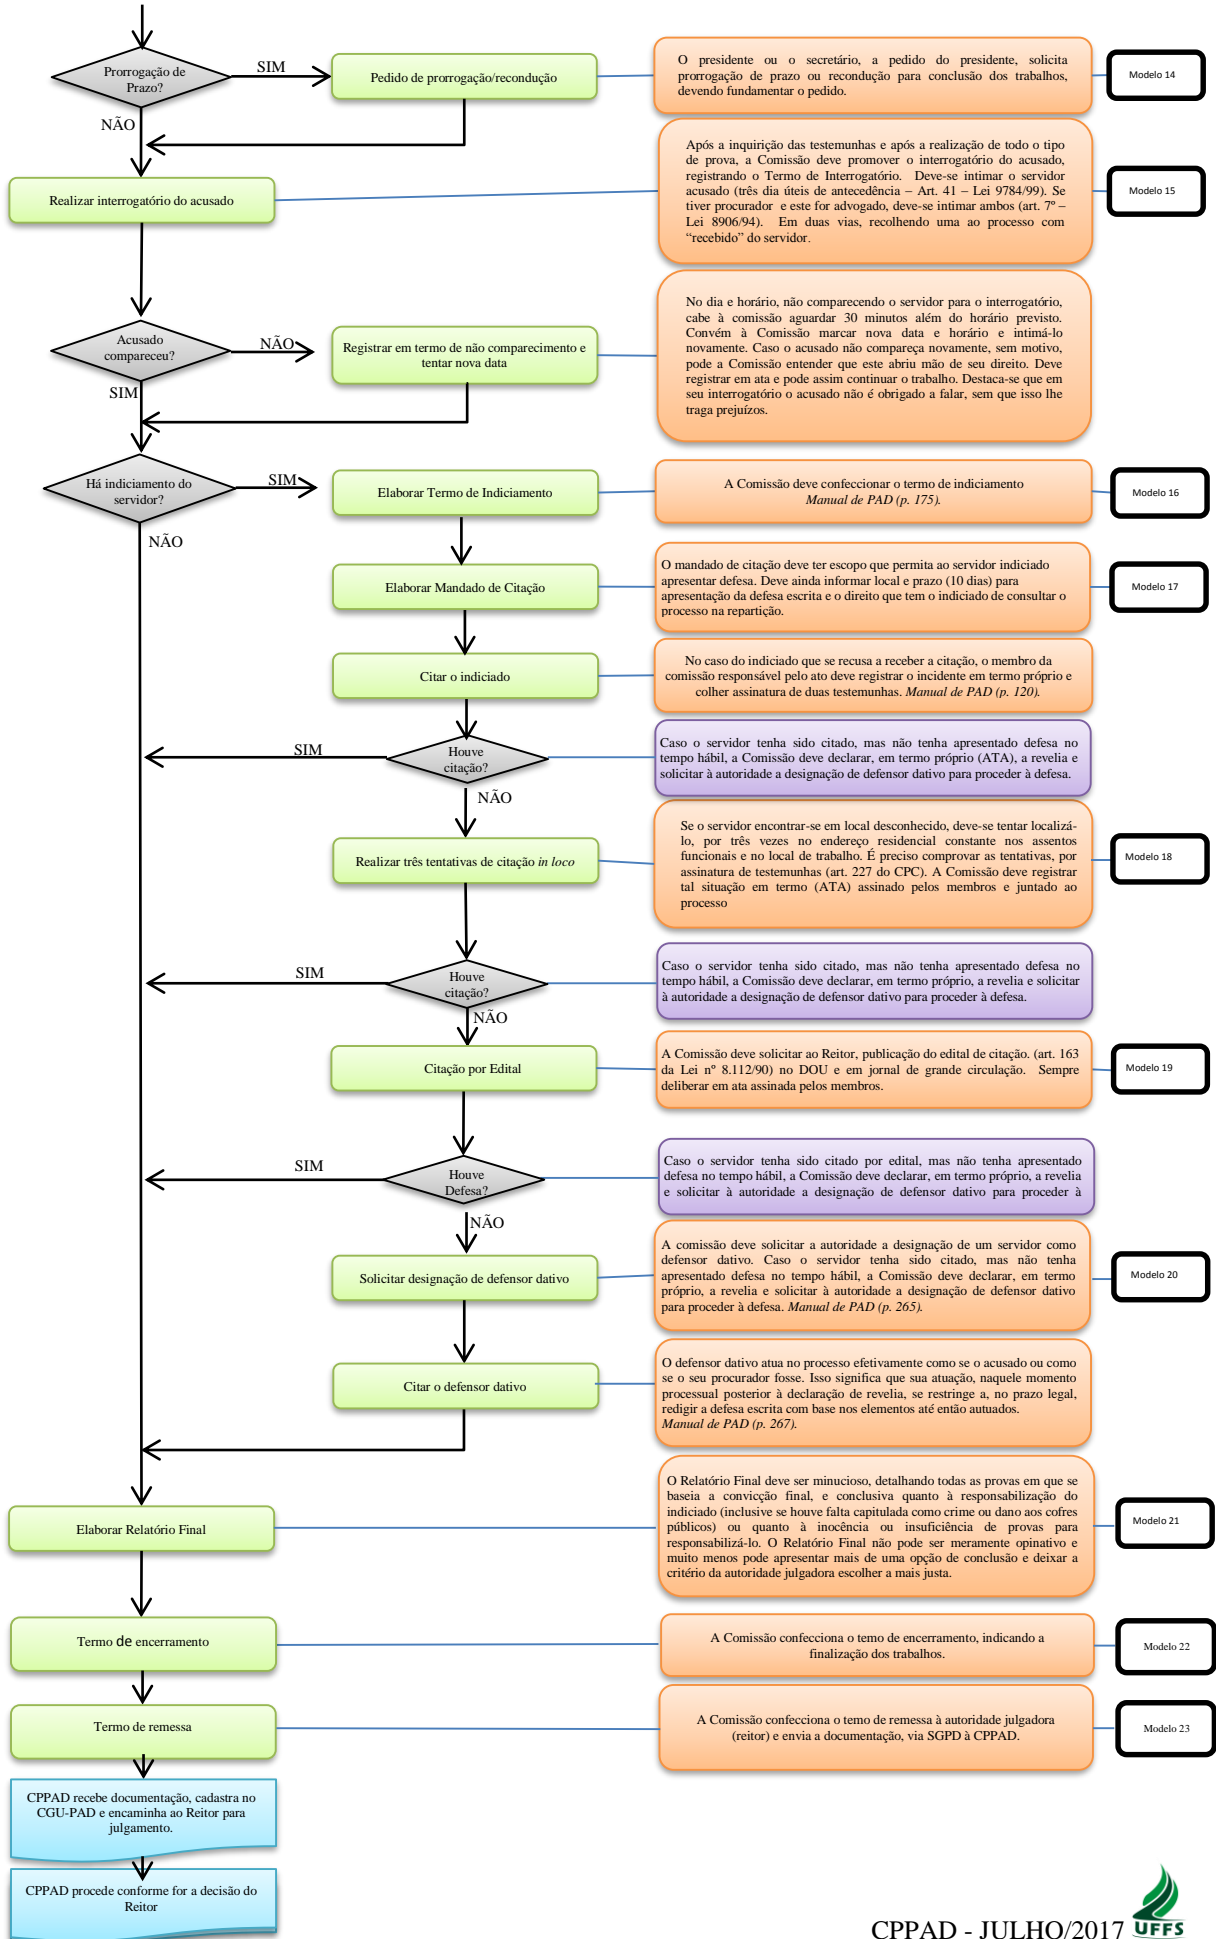 Prorrogação de
Prazo?
SIM
Pedido de prorrogação/recondução
O presidente ou o secretário, a pedido do presidente, solicita
prorrogação de prazo ou recondução para conclusão dos trabalhos,
devendo fundamentar o pedido.
Modelo 14
NÃO
Realizar interrogatório do acusado
Após a inquirição das testemunhas e após a realização de todo o tipo
de prova, a Comissão deve promover o interrogatório do acusado,
registrando o Termo de Interrogatório. Deve-se intimar o servidor
acusado (três dia úteis de antecedência – Art. 41 – Lei 9784/99). Se
tiver procurador e este for advogado, deve-se intimar ambos (art. 7º –
Lei 8906/94). Em duas vias, recolhendo uma ao processo com
“recebido” do servidor.
Modelo 15
Acusado
compareceu?
NÃO
Registrar em termo de não comparecimento e
tentar nova data
No dia e horário, não comparecendo o servidor para o interrogatório,
cabe à comissão aguardar 30 minutos além do horário previsto.
Convém à Comissão marcar nova data e horário e intimá-lo
novamente. Caso o acusado não compareça novamente, sem motivo,
pode a Comissão entender que este abriu mão de seu direito. Deve
registrar em ata e pode assim continuar o trabalho. Destaca-se que em
seu interrogatório o acusado não é obrigado a falar, sem que isso lhe
traga prejuízos.
SIM
Há indiciamento do
servidor?
SIM
Elaborar Termo de Indiciamento
A Comissão deve confeccionar o termo de indiciamento
Manual de PAD (p. 175).
Modelo 16
NÃO
Elaborar Mandado de Citação
O mandado de citação deve ter escopo que permita ao servidor indiciado
apresentar defesa. Deve ainda informar local e prazo (10 dias) para
apresentação da defesa escrita e o direito que tem o indiciado de consultar o
processo na repartição.
Modelo 17
Citar o indiciado
No caso do indiciado que se recusa a receber a citação, o membro da
comissão responsável pelo ato deve registrar o incidente em termo próprio e
colher assinatura de duas testemunhas. Manual de PAD (p. 120).
SIM
Houve
citação?
Caso o servidor tenha sido citado, mas não tenha apresentado defesa no
tempo hábil, a Comissão deve declarar, em termo próprio (ATA), a revelia e
solicitar à autoridade a designação de defensor dativo para proceder à defesa.
NÃO
Realizar três tentativas de citação in loco
Se o servidor encontrar-se em local desconhecido, deve-se tentar localizá-
lo, por três vezes no endereço residencial constante nos assentos
funcionais e no local de trabalho. É preciso comprovar as tentativas, por
assinatura de testemunhas (art. 227 do CPC). A Comissão deve registrar
tal situação em termo (ATA) assinado pelos membros e juntado ao
processo
Modelo 18
SIM
Houve
citação?
Caso o servidor tenha sido citado, mas não tenha apresentado defesa no
tempo hábil, a Comissão deve declarar, em termo próprio, a revelia e solicitar
à autoridade a designação de defensor dativo para proceder à defesa.
NÃO
Citação por Edital
A Comissão deve solicitar ao Reitor, publicação do edital de citação. (art. 163
da Lei nº 8.112/90) no DOU e em jornal de grande circulação. Sempre
deliberar em ata assinada pelos membros.
Modelo 19
SIM
Houve
Defesa?
Caso o servidor tenha sido citado por edital, mas não tenha apresentado
defesa no tempo hábil, a Comissão deve declarar, em termo próprio, a revelia
e solicitar à autoridade a designação de defensor dativo para proceder à
NÃO
Solicitar designação de defensor dativo
A comissão deve solicitar a autoridade a designação de um servidor como
defensor dativo. Caso o servidor tenha sido citado, mas não tenha
apresentado defesa no tempo hábil, a Comissão deve declarar, em termo
próprio, a revelia e solicitar à autoridade a designação de defensor dativo
para proceder à defesa. Manual de PAD (p. 265).
Modelo 20
Citar o defensor dativo
O defensor dativo atua no processo efetivamente como se o acusado ou como
se o seu procurador fosse. Isso significa que sua atuação, naquele momento
processual posterior à declaração de revelia, se restringe a, no prazo legal,
redigir a defesa escrita com base nos elementos até então autuados.
Manual de PAD (p. 267).
Elaborar Relatório Final
O Relatório Final deve ser minucioso, detalhando todas as provas em que se
baseia a convicção final, e conclusiva quanto à responsabilização do
indiciado (inclusive se houve falta capitulada como crime ou dano aos cofres
públicos) ou quanto à inocência ou insuficiência de provas para
responsabilizá-lo. O Relatório Final não pode ser meramente opinativo e
muito menos pode apresentar mais de uma opção de conclusão e deixar a
critério da autoridade julgadora escolher a mais justa.
Modelo 21
Termo de encerramento
A Comissão confecciona o temo de encerramento, indicando a
finalização dos trabalhos.
Modelo 22
Termo de remessa
A Comissão confecciona o temo de remessa à autoridade julgadora
(reitor) e envia a documentação, via SGPD à CPPAD.
Modelo 23
CPPAD recebe documentação, cadastra no
CGU-PAD e encaminha ao Reitor para
julgamento.
CPPAD procede conforme for a decisão do
Reitor
CPPAD - JULHO/2017
UFFS